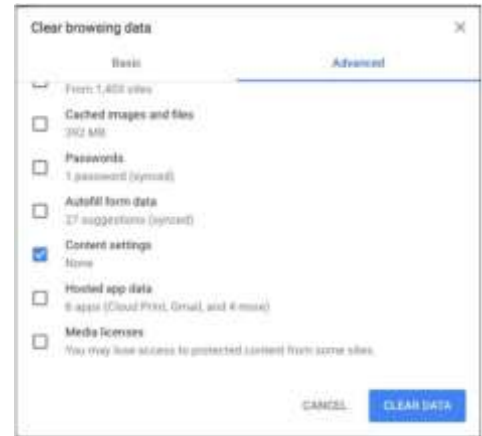 Clear browsing data
Basic
Advanced
From 1,403 sites
Cached images and files
392 MB
Passwords
1 password (synced)
Autofill form data
27 suggestions (synced)
Content settings
None
Hosted app data
6 apps (Cloud Print, Gmail, and 4 more)
Media licenses
You may lose access to protected content from some sites.
CANCEL
CLEAR DATA